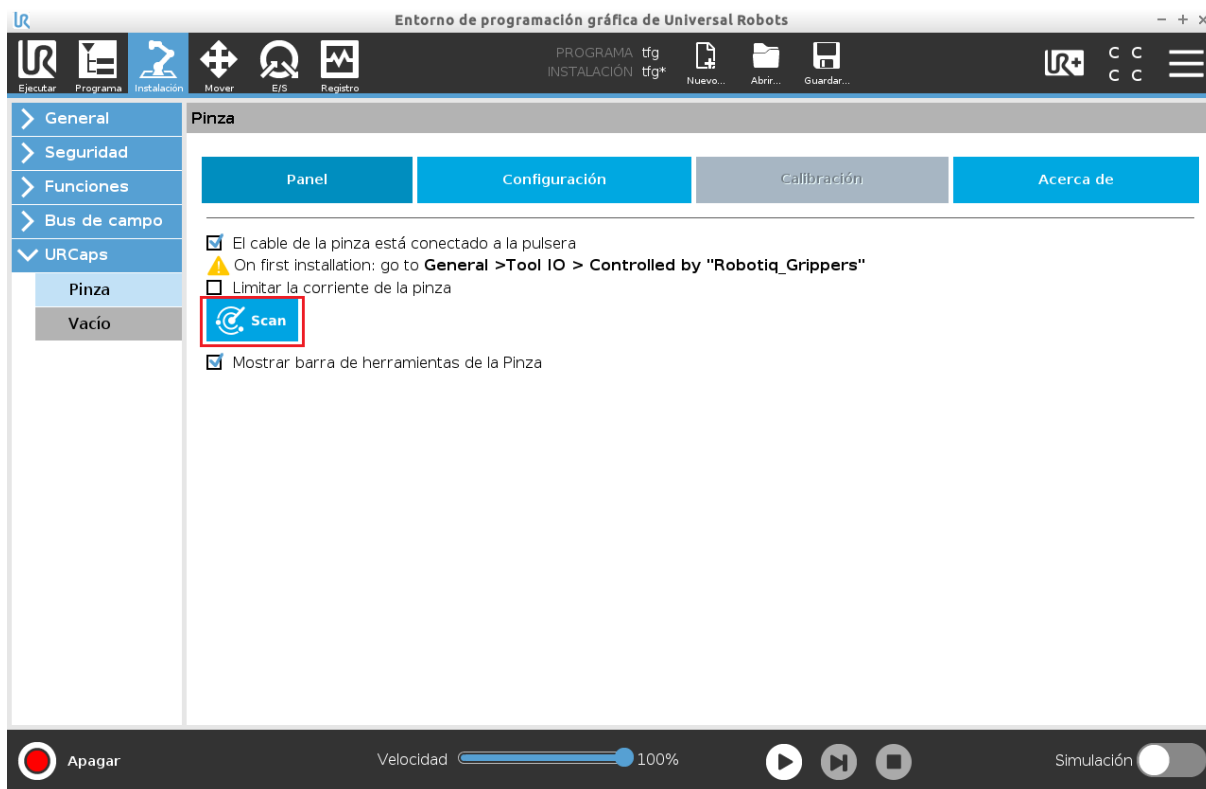 Entorno de programación gráfica de Universal Robots
PROGRAMA tfg
INSTALACIÓN tfg*
Ejecutar Programa Instalación Mover E/S Registro Nuevo... Abrir... Guardar...
UR+
C C
C C
General
Seguridad
Funciones
Bus de campo
URCaps
Pinza
Vacío
Pinza
Panel Configuración Calibración Acerca de
El cable de la pinza está conectado a la pulsera
On first installation: go to General >Tool IO > Controlled by "Robotiq_Grippers"
Limitar la corriente de la pinza
Scan
Mostrar barra de herramientas de la Pinza
Apagar Velocidad 100% Simulación